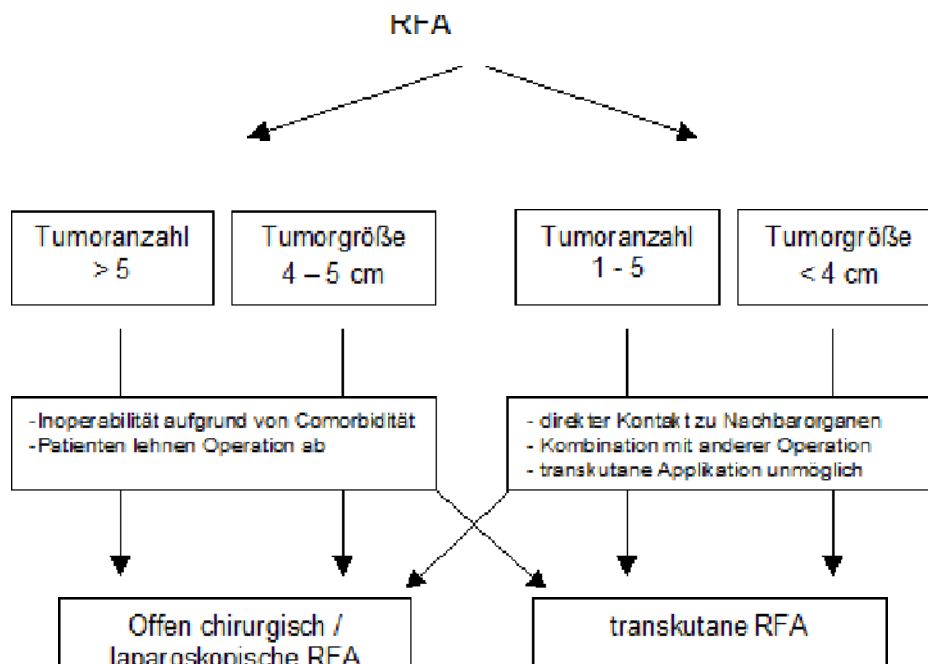 RFA
Tumoranzahl
> 5
Tumorgröße
4 – 5 cm
Tumoranzahl
1 - 5
Tumorgröße
< 4 cm
-Inoperabilität aufgrund von Comorbidität
-Patienten lehnen Operation ab
- direkter Kontakt zu Nachbarorganen
- Kombination mit anderer Operation
- transkutane Applikation unmöglich
Offen chirurgisch /
laparoskopische RFA
transkutane RFA